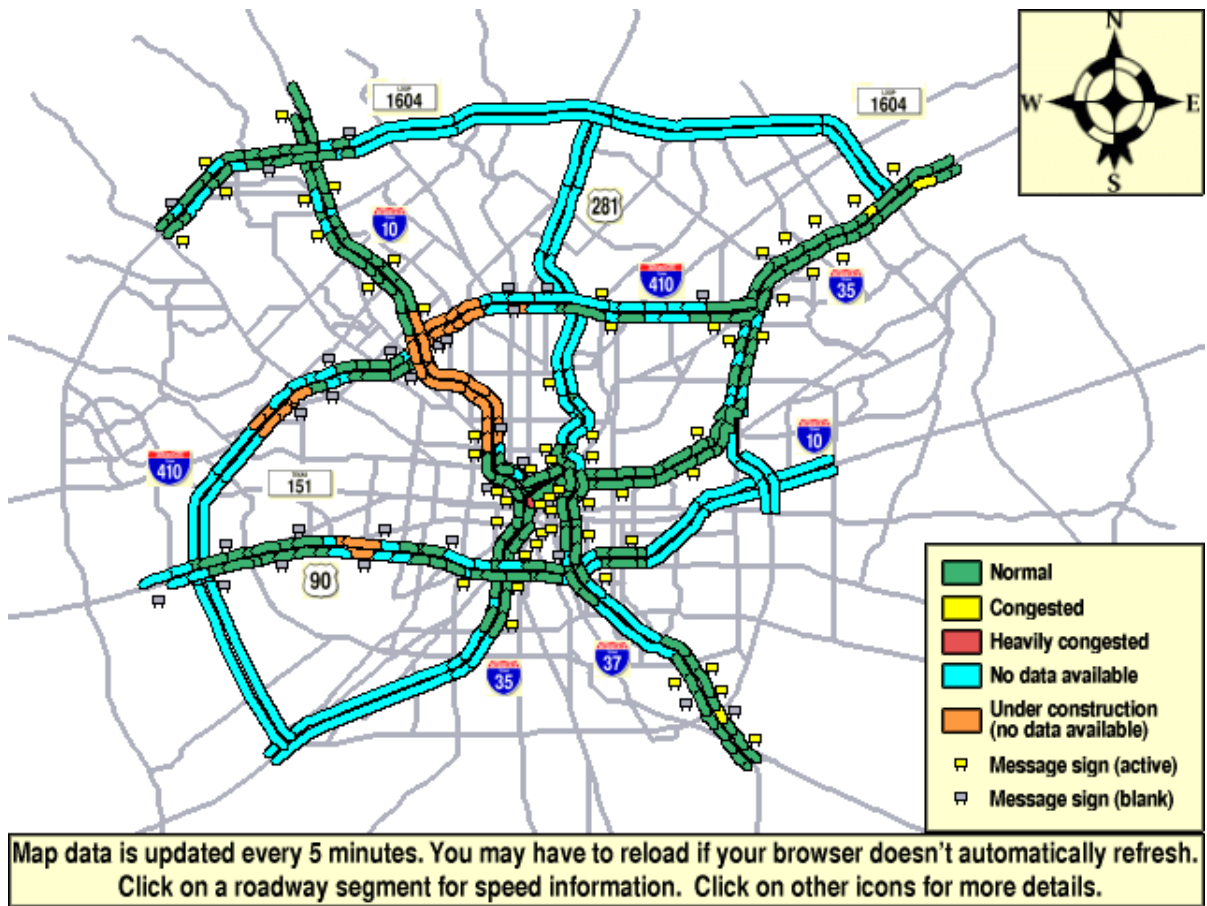 LOOP
1604
LOOP
1604
N
W
E
S
281
10
410
35
10
410
TEXAS
151
90
37
35
Normal
Congested
Heavily congested
No data available
Under construction
(no data available)
Message sign (active)
Message sign (blank)
Map data is updated every 5 minutes. You may have to reload if your browser doesn't automatically refresh.
Click on a roadway segment for speed information. Click on other icons for more details.